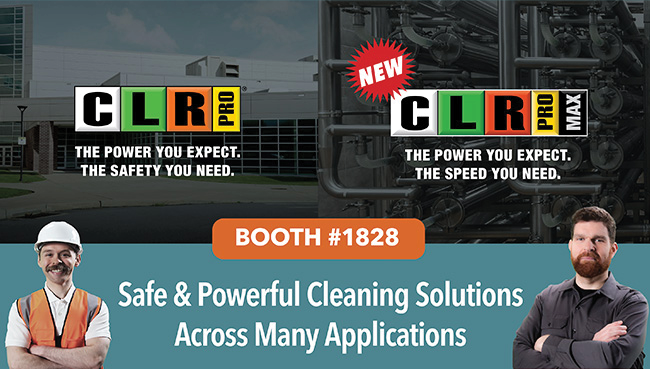 CLR PRO®
THE POWER YOU EXPECT.
THE SAFETY YOU NEED.
NEW
CLR PRO MAX
THE POWER YOU EXPECT.
THE SPEED YOU NEED.
BOOTH #1828
Safe & Powerful Cleaning Solutions
Across Many Applications